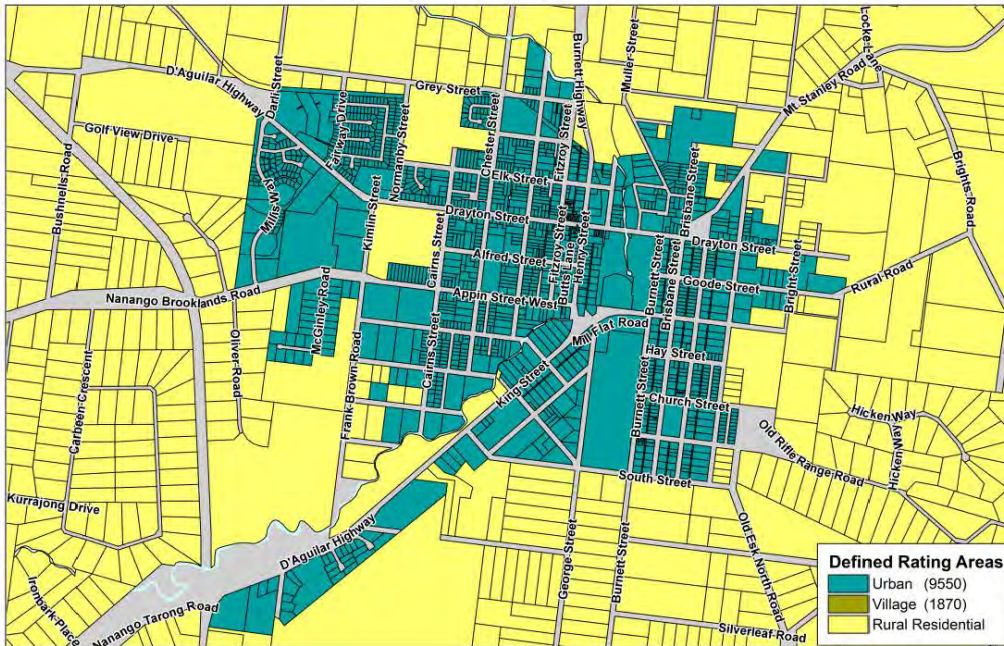 Locke Lane
Burnett Highway
Muller Street
D'Aguilar Highway
Darli Street
Grey Street
Mt Stanley Road
Chester Street
Fairway Drive
Golf View Drive
Normanby Street
Fitzroy Street
Bushnells Road
Elk Street
Brisbane Street
Brights Road
Millis Way
Kimlin Street
Drayton Street
Drayton Street
Cairns Street
Alfred Street
Fitzroy Street
Butts Lane
Henry Street
Burnett Street
Brisbane Street
Goode Street
Bright Street
Rural Road
Nanango Brooklands Road
Appin Street West
McGinley Road
Oliver Road
Mill Flat Road
Hay Street
Cairns Street
Carbeen Crescent
Frank Brown Road
King Street
Church Street
Burnett Street
Hicken Way
Hicken Way
Old Rifle Range Road
South Street
Kurrajong Drive
D'Aguilar Highway
George Street
Burnett Street
Old Esk North Road
Ironbark Place
Nanango Tarong Road
Silverleaf Road
Defined Rating Areas
Urban (9550)
Village (1870)
Rural Residential